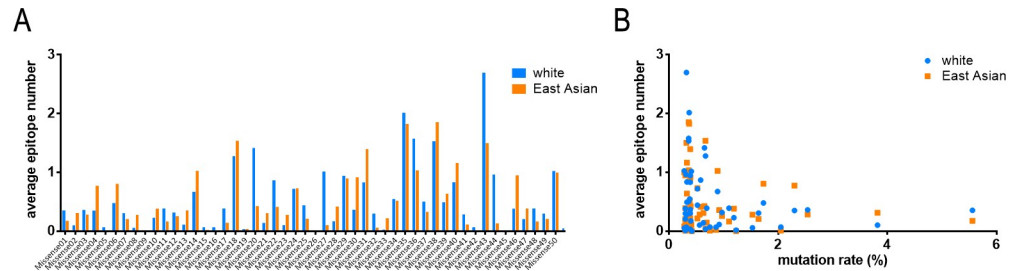 A
average epitope number
3
2
1
0
white
East Asian
Missense01
Missense02
Missense03
Missense04
Missense05
Missense06
Missense07
Missense08
Missense09
Missense10
Missense11
Missense12
Missense13
Missense14
Missense15
Missense16
Missense17
Missense18
Missense20
Missense21
Missense22
Missense23
Missense24
Missense25
Missense26
Missense27
Missense28
Missense29
Missense30
Missense31
Missense32
Missense33
Missense34
Missense35
Missense36
Missense37
Missense38
Missense39
Missense40
Missense41
Missense42
Missense43
Missense44
Missense45
Missense46
Missense47
Missense48
Missense49
Missense50
B
average epitope number
3
2
1
0
white
East Asian
0
2
4
6
mutation rate (%)